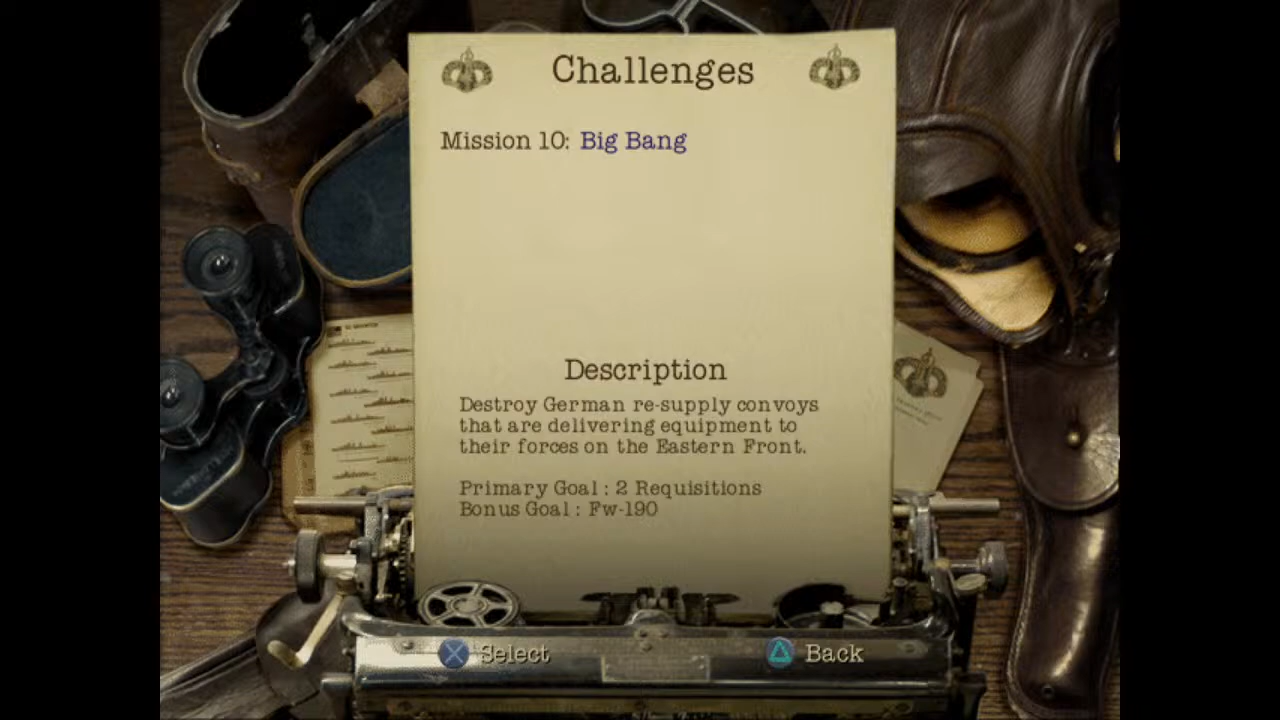 Challenges
Mission 10: Big Bang
Description
Destroy German re-supply convoys
that are delivering equipment to
their forces on the Eastern Front.
Primary Goal : 2 Requisitions
Bonus Goal : Fw-190
Select
Back